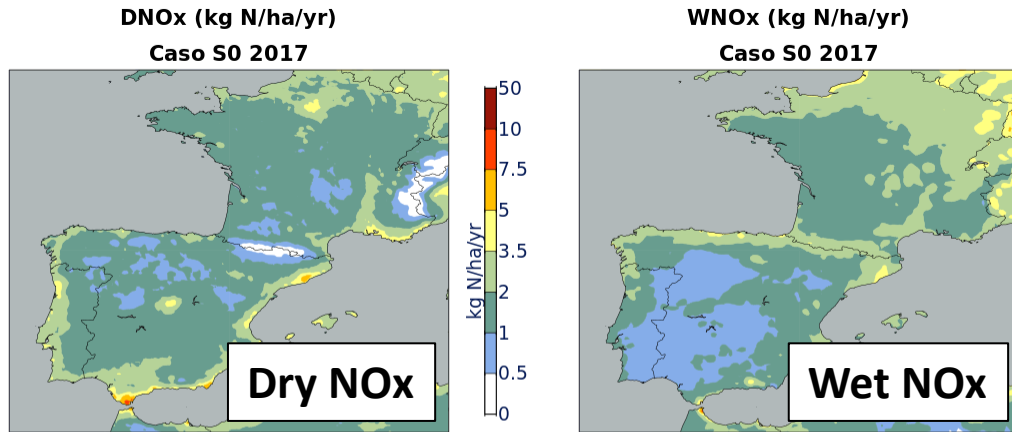 DNOx (kg N/ha/yr)
Caso S0 2017
Dry NOx
kg N/ha/yr
50
10
7.5
5
3.5
2
1
0.5
0
WNOx (kg N/ha/yr)
Caso S0 2017
Wet NOx